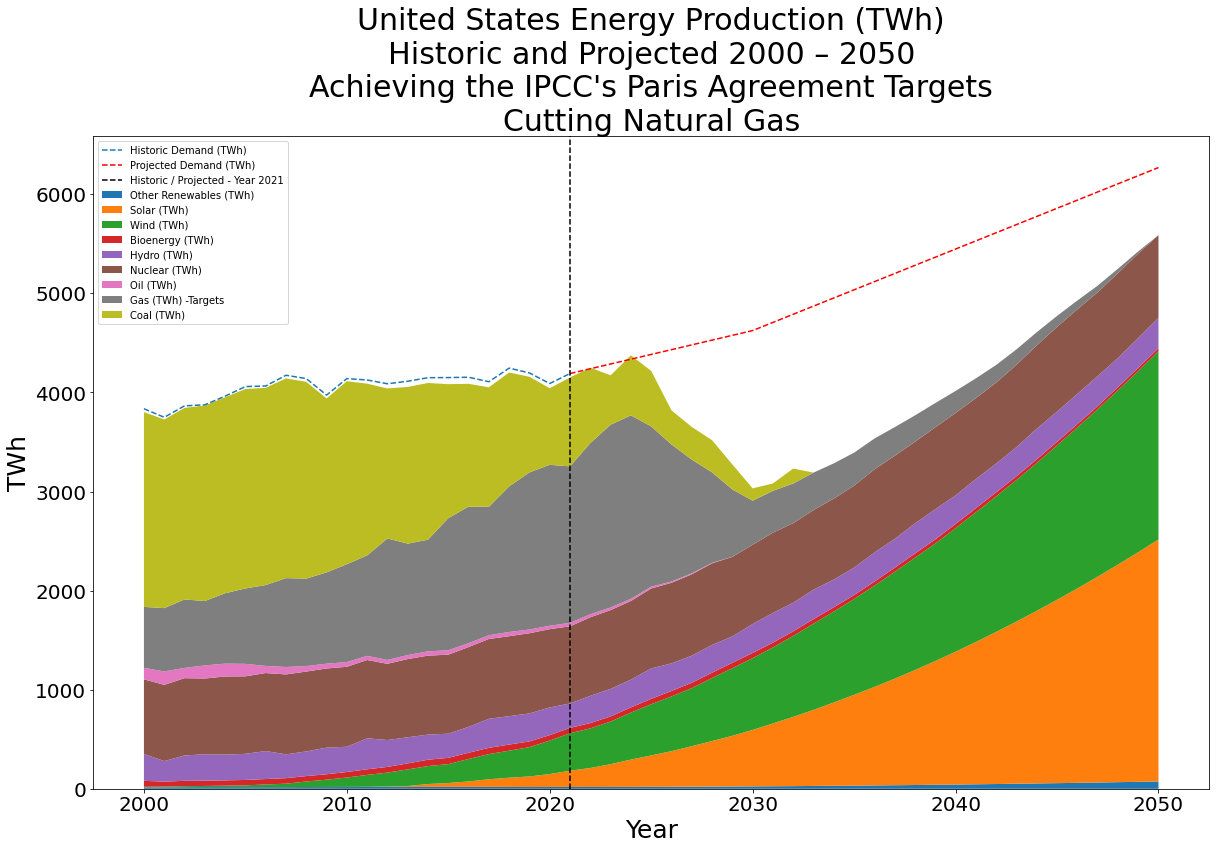 United States Energy Production (TWh)
Historic and Projected 2000 – 2050
Achieving the IPCC's Paris Agreement Targets
Cutting Natural Gas
Historic Demand (TWh)
Projected Demand (TWh)
Historic / Projected - Year 2021
Other Renewables (TWh)
Solar (TWh)
Wind (TWh)
Bioenergy (TWh)
Hydro (TWh)
Nuclear (TWh)
Oil (TWh)
Gas (TWh) -Targets
Coal (TWh)
TWh
6000
5000
4000
3000
2000
1000
0
2000 2010 2020 2030 2040 2050
Year